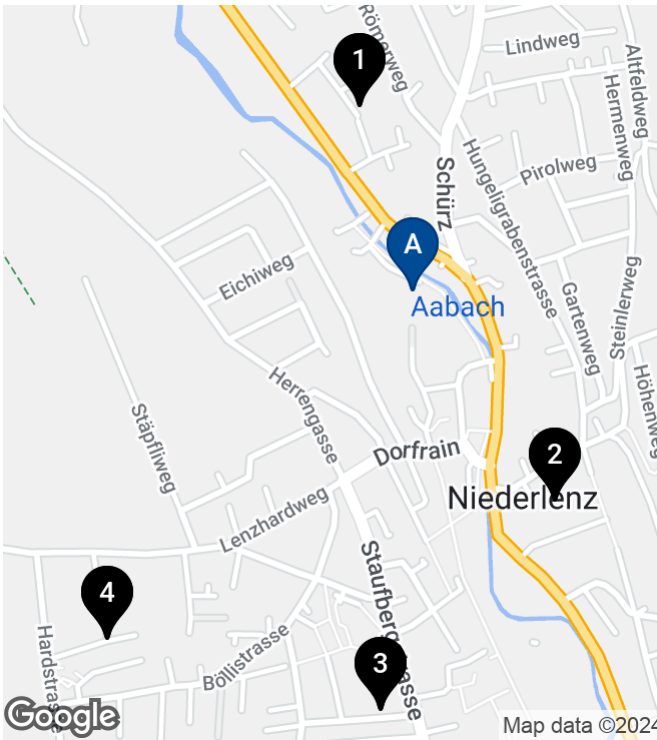 Römerweg
Lindweg
1
Altfeldweg
Hermenweg
Schürz
Hungeligrabenstrasse
Pirolweg
A
Aabach
Eichiweg
Gartenweg
Steinlerweg
Höhenweg
Herrengasse
Stäpfliweg
Dorfrain
2
Niederlenz
Lenzhardweg
4
Staufbergstrasse
3
Hardstrasse
Böllistrasse
Google
Map data ©2024